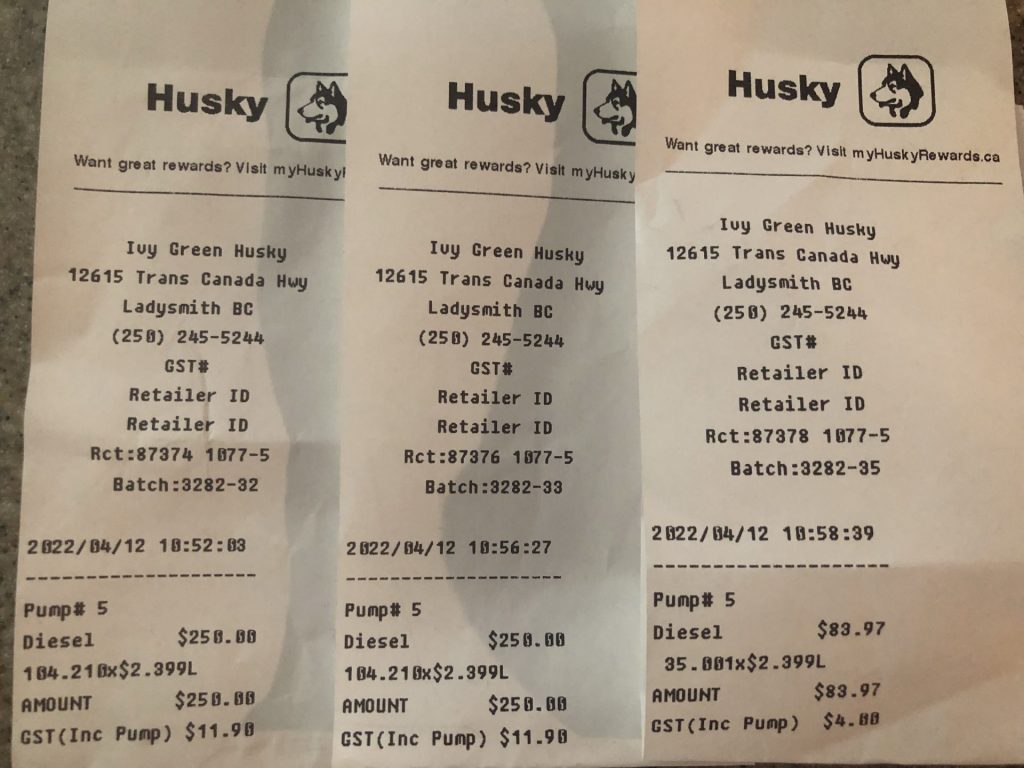 Husky
Want great rewards? Visit myHusky
Ivy Green Husky
12615 Trans Canada Hwy
Ladysmith BC
(250) 245-5244
GST#
Retailer ID
Retailer ID
Rct:87374 1077-5
Batch:3282-32
2022/04/12 10:52:03
--------------------
Pump# 5
Diesel $250.00
104.210x$2.399L
AMOUNT $250.00
GST(Inc Pump) $11.90
Husky
Want great rewards? Visit myHusky
Ivy Green Husky
12615 Trans Canada Hwy
Ladysmith BC
(250) 245-5244
GST#
Retailer ID
Retailer ID
Rct:87376 1077-5
Batch:3282-33
2022/04/12 10:56:27
--------------------
Pump# 5
Diesel $250.00
104.210x$2.399L
AMOUNT $250.00
GST(Inc Pump) $11.90
Husky
Want great rewards? Visit myHuskyRewards.ca
Ivy Green Husky
12615 Trans Canada Hwy
Ladysmith BC
(250) 245-5244
GST#
Retailer ID
Retailer ID
Rct:87378 1077-5
Batch:3282-35
2022/04/12 10:58:39
--------------------
Pump# 5
Diesel $83.97
35.001x$2.399L
AMOUNT $83.97
GST(Inc Pump) $4.00